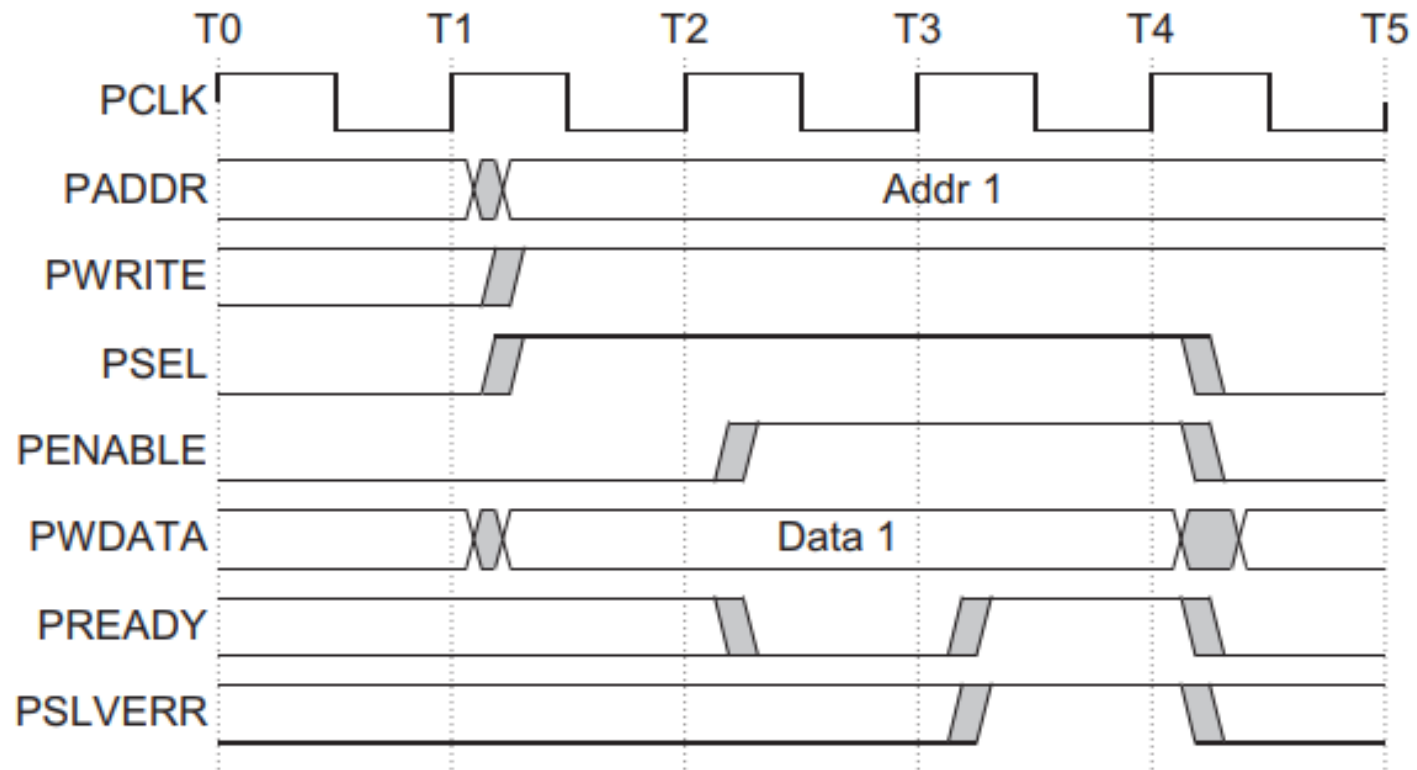 T0 T1 T2 T3 T4 T5
PCLK
PADDR Addr 1
PWRITE
PSEL
PENABLE
PWDATA Data 1
PREADY
PSLVERR